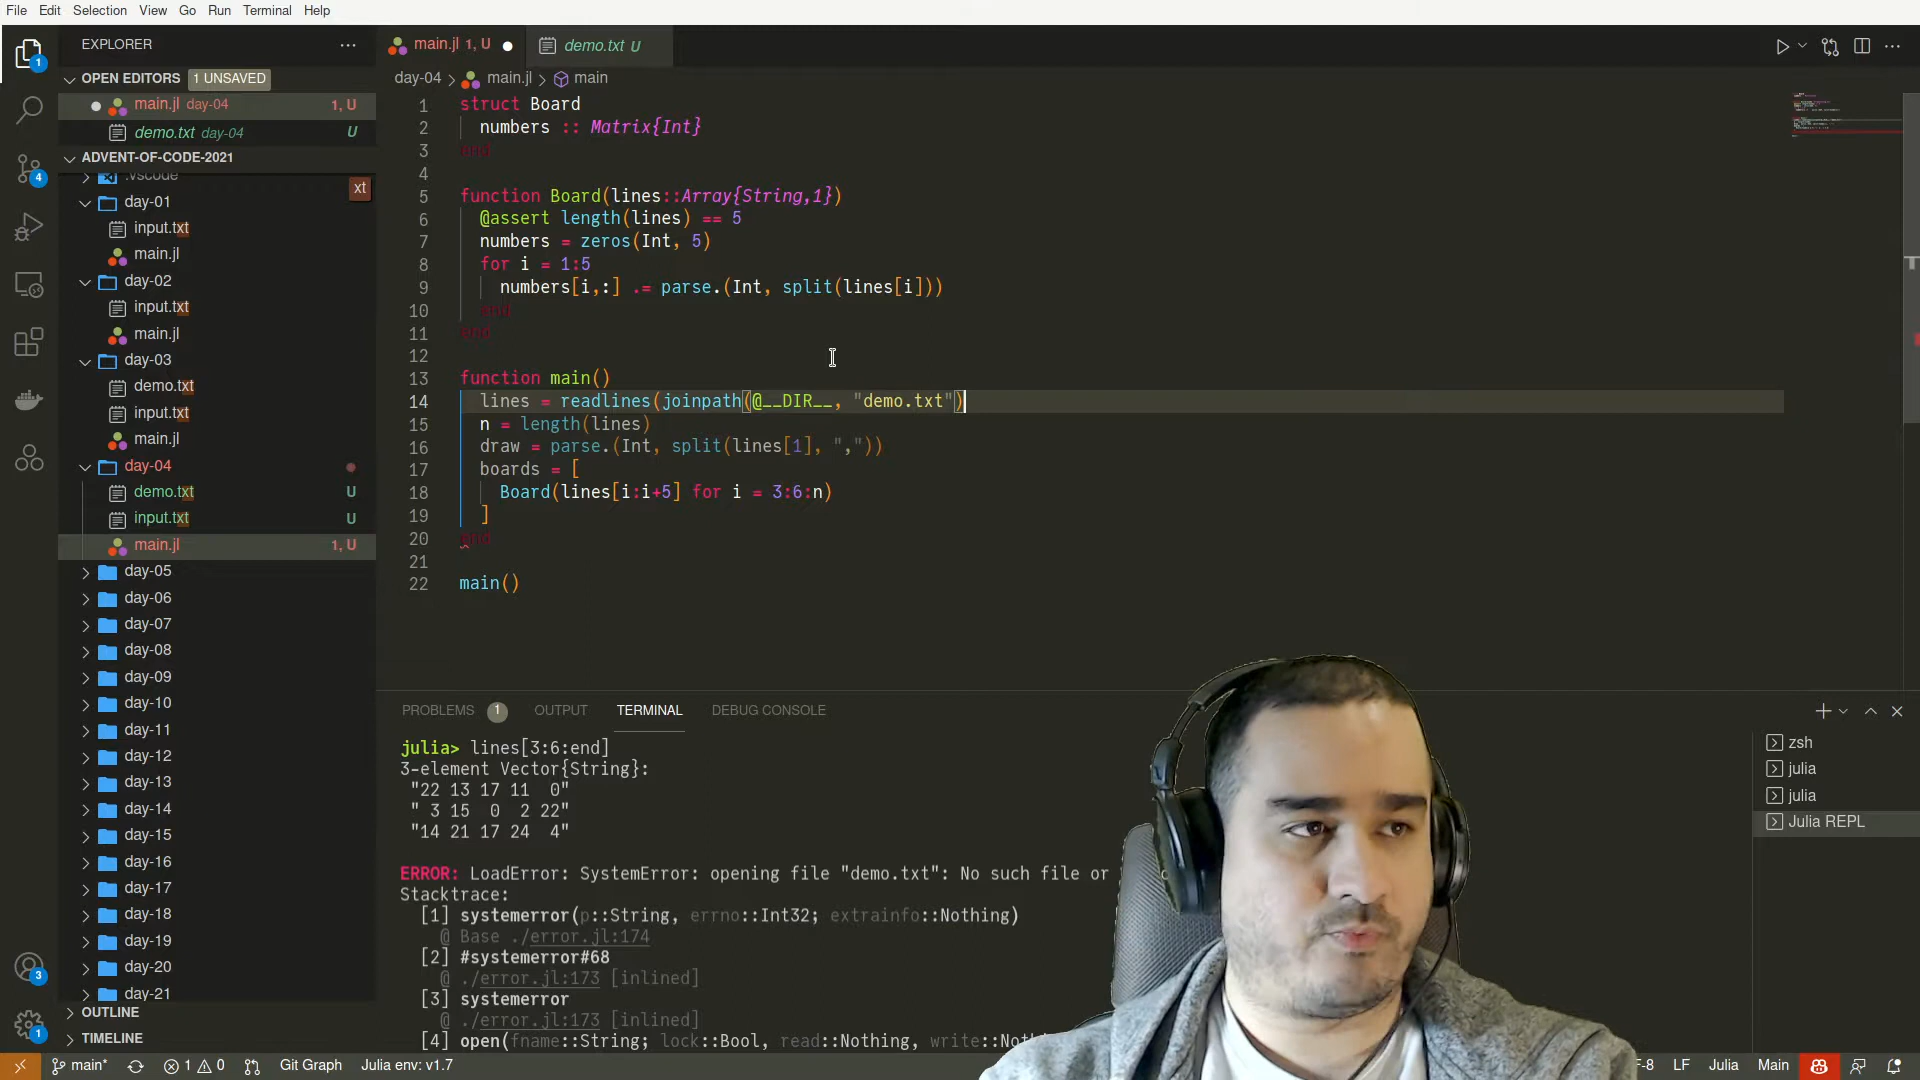 File Edit Selection View Go Run Terminal Help
EXPLORER
main.jl 1, U
demo.txt U
OPEN EDITORS 1 UNSAVED
day-04 > main.jl > main
main.jl day-04 1, U
demo.txt day-04 U
ADVENT-OF-CODE-2021
.vscode
xt
day-01
input.txt
main.jl
day-02
input.txt
main.jl
day-03
demo.txt
input.txt
main.jl
day-04
demo.txt U
input.txt U
main.jl 1, U
day-05
day-06
day-07
day-08
day-09
day-10
day-11
day-12
day-13
day-14
day-15
day-16
day-17
day-18
day-19
day-20
day-21
OUTLINE
TIMELINE
1 struct Board
2 numbers :: Matrix{Int}
3 end
4
5 function Board(lines::Array{String,1})
6 @assert length(lines) == 5
7 numbers = zeros(Int, 5)
8 for i = 1:5
9 numbers[i,:] .= parse.(Int, split(lines[i]))
10 end
11 end
12
13 function main()
14 lines = readlines(joinpath(@__DIR__, "demo.txt")
15 n = length(lines)
16 draw = parse.(Int, split(lines[1], ","))
17 boards = [
18 Board(lines[i:i+5] for i = 3:6:n)
19 ]
20 end
21
22 main()
PROBLEMS 1 OUTPUT TERMINAL DEBUG CONSOLE
julia> lines[3:6:end]
3-element Vector{String}:
"22 13 17 11  0"
" 3 15  0  2 22"
"14 21 17 24  4"
ERROR: LoadError: SystemError: opening file "demo.txt": No such file or
Stacktrace:
[1] systemerror(p::String, errno::Int32; extrainfo::Nothing)
@ Base ./error.jl:174
[2] #systemerror#68
@ ./error.jl:173 [inlined]
[3] systemerror
@ ./error.jl:173 [inlined]
[4] open(fname::String; lock::Bool, read::Nothing, write::Noth
zsh
julia
julia
Julia REPL
main* 1 0 Git Graph Julia env: v1.7
F-8 LF Julia Main
1
4
3
1